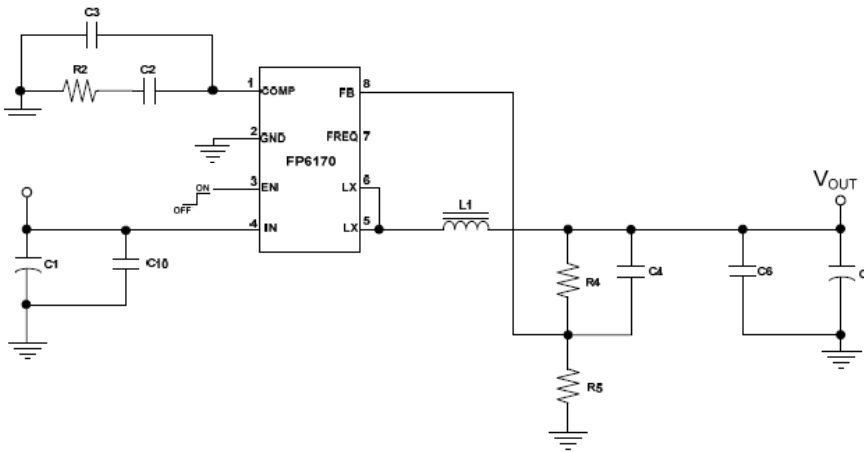 C3
R2
C2
1
COMP
8
FB
2
GND
FREQ
7
FP6170
ON
OFF
3
EN
6
LX
4
IN
5
LX
L1
VOUT
C1
C10
R4
C4
C6
C
R5